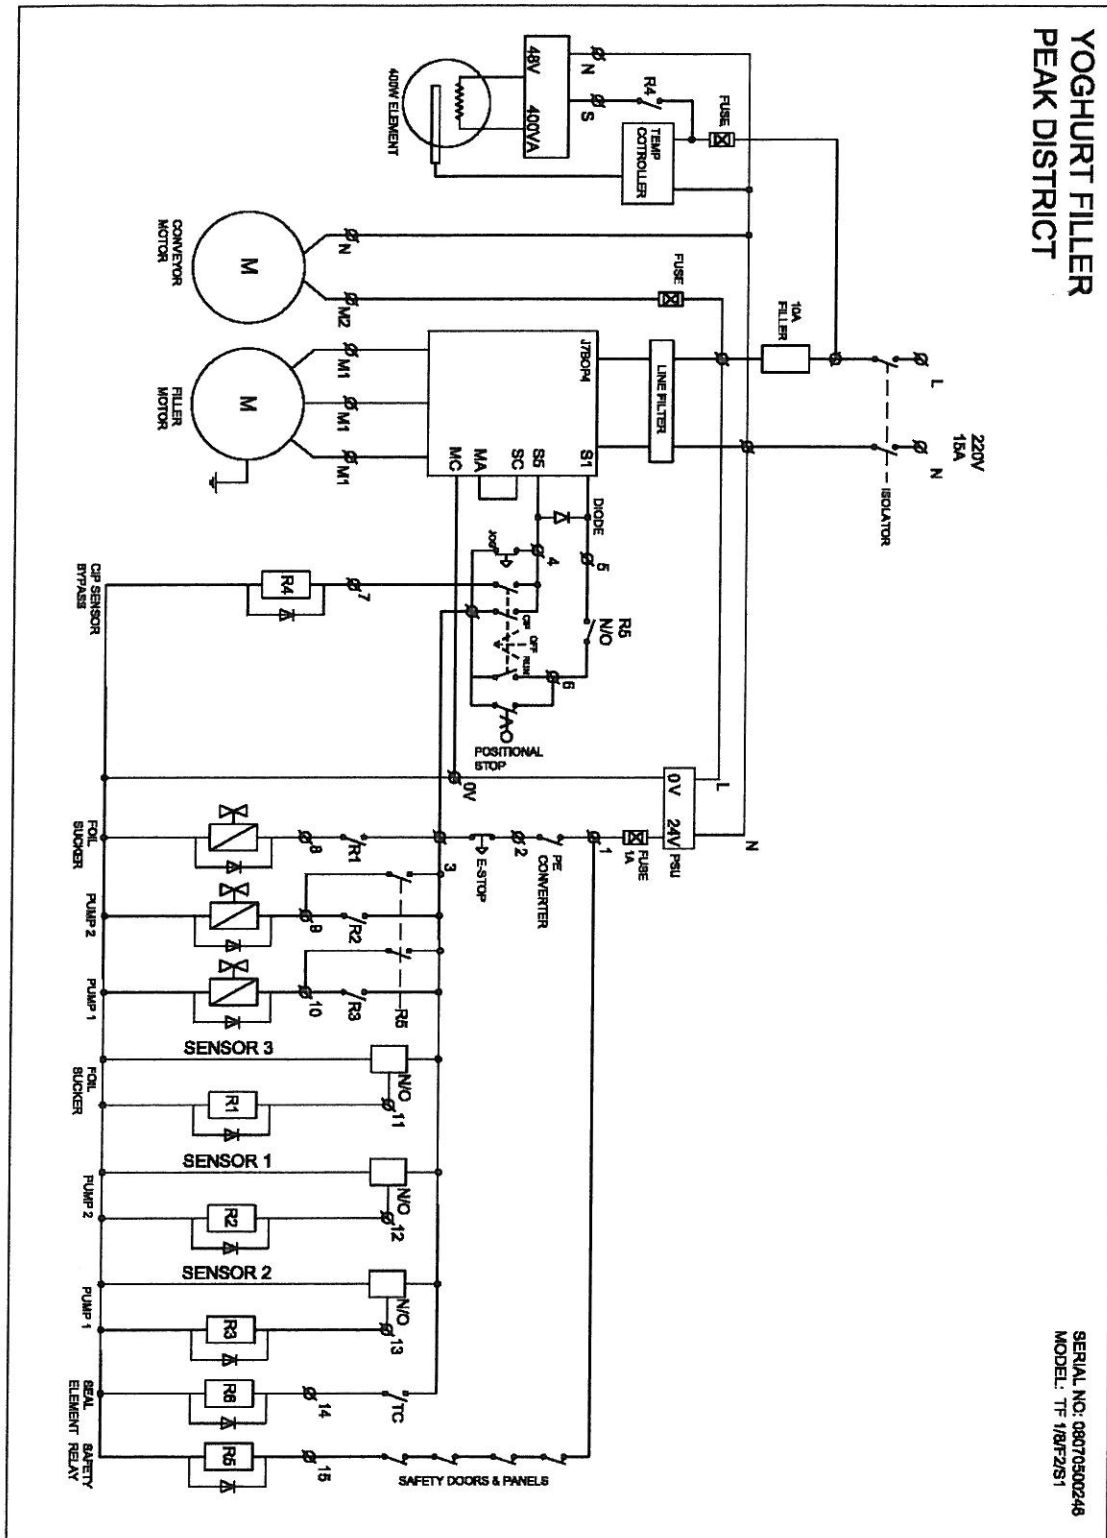 YOGHURT FILLER
PEAK DISTRICT
SERIAL NO: 08070500246
MODEL: TF 1/8/F2/S1
220V
15A
L
N
ISOLATOR
10A
FILLER
FUSE
R4
TEMP
COTROLLER
N
S
48V
400VA
400W ELEMENT
FUSE
LINE FILTER
J7BOP4
S1
S5
SC
MA
MC
N
M2
M1
M1
M1
M
CONVEYOR
MOTOR
M
FILLER
MOTOR
DIODE
5
4
R5
N/O
6
JOG
CIP
OFF
RUN
POSITIONAL
STOP
7
R4
CIP SENSOR
BYPASS
L
N
0V
24V
PSU
0V
FUSE
1A
1
PE
CONVERTER
2
E-STOP
3
R1
8
FOIL
SUCKER
R2
9
PUMP 2
R3
10
PUMP 1
R5
SENSOR 3
N/O
11
R1
FOIL
SUCKER
SENSOR 1
N/O
12
R2
PUMP 2
SENSOR 2
N/O
13
R3
PUMP 1
TC
14
R6
SEAL
ELEMENT
SAFETY DOORS & PANELS
15
R5
SAFETY
RELAY